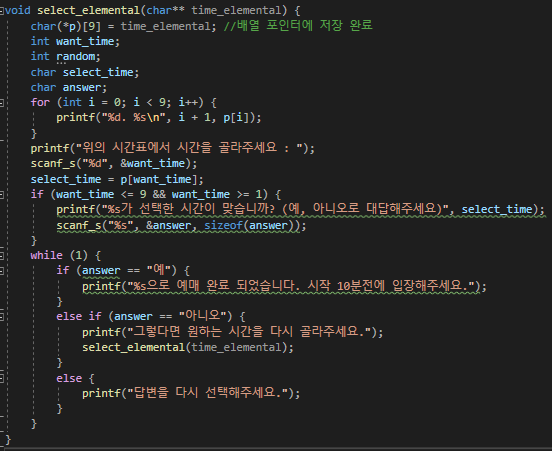 void select_elemental(char** time_elemental) {
char(*p)[9] = time_elemental; //배열 포인터에 저장 완료
int want_time;
int random;
char select_time;
char answer;
for (int i = 0; i < 9; i++) {
printf("%d. %s\n", i + 1, p[i]);
}
printf("위의 시간표에서 시간을 골라주세요 : ");
scanf_s("%d", &want_time);
select_time = p[want_time];
if (want_time <= 9 && want_time >= 1) {
printf("%s가 선택한 시간이 맞습니까? (예, 아니오로 대답해주세요)", select_time);
scanf_s("%s", &answer, sizeof(answer));
}
while (1) {
if (answer == "예") {
printf("%s으로 예매 완료 되었습니다. 시작 10분전에 입장해주세요.");
}
else if (answer == "아니오") {
printf("그렇다면 원하는 시간을 다시 골라주세요.");
select_elemental(time_elemental);
}
else {
printf("답변을 다시 선택해주세요.");
}
}
}